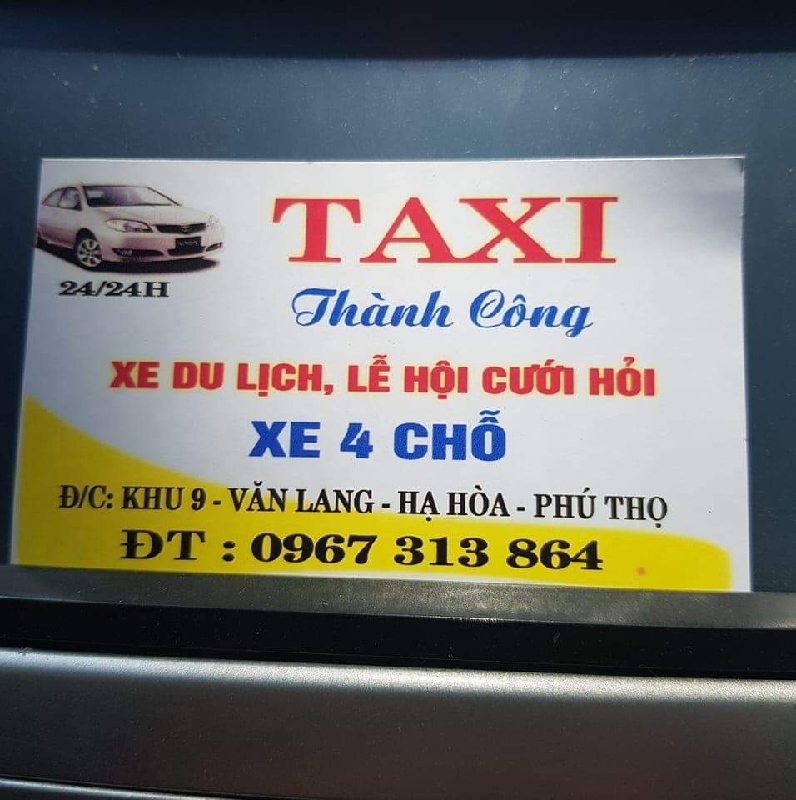 TAXI
24/24H
Thành Công
XE DU LỊCH, LỄ HỘI CƯỚI HỎI
XE 4 CHỖ
Đ/C: KHU 9 - VĂN LANG - HẠ HÒA - PHÚ THỌ
ĐT : 0967 313 864